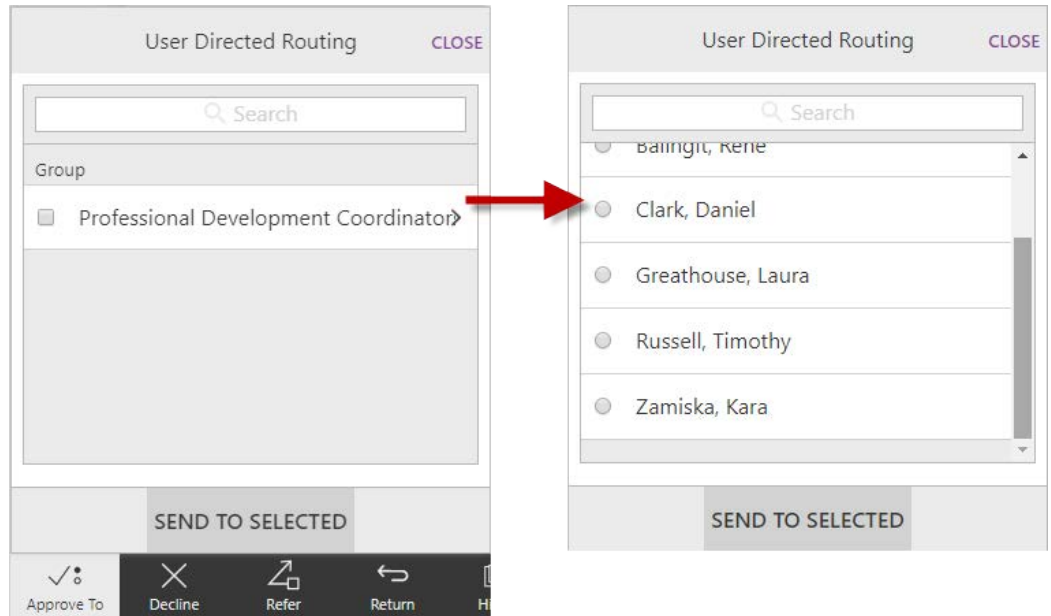 User Directed Routing CLOSE
Search
Group
Professional Development Coordinator
SEND TO SELECTED
Approve To Decline Refer Return Hi
User Directed Routing CLOSE
Search
Balingit, Rene
Clark, Daniel
Greathouse, Laura
Russell, Timothy
Zamiska, Kara
SEND TO SELECTED